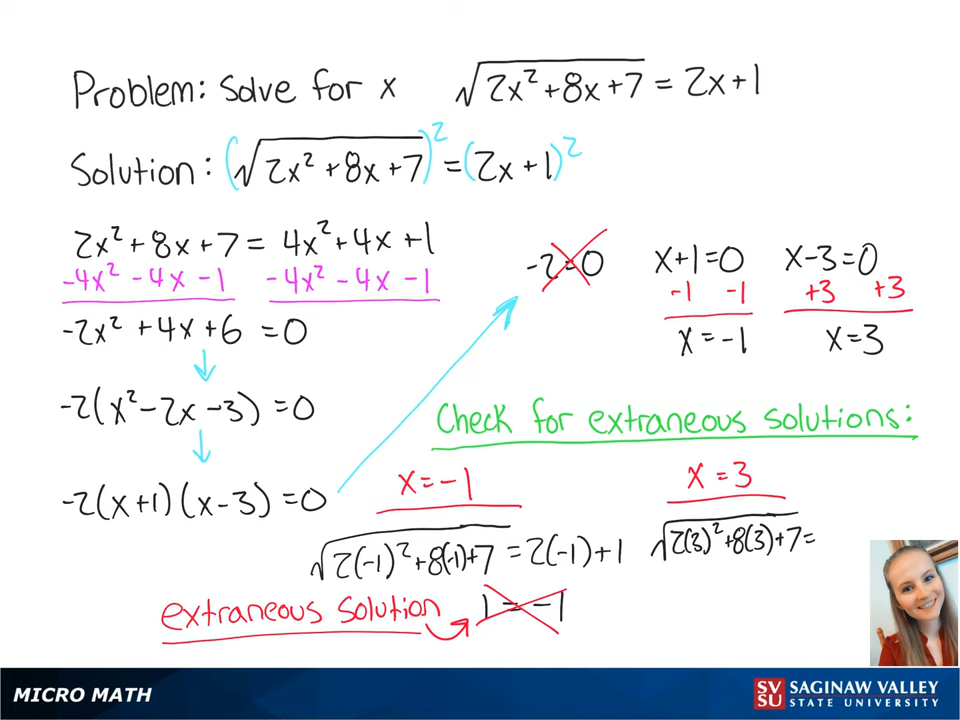 Problem: Solve for x √(2x² + 8x + 7) = 2x + 1
Solution: (√(2x² + 8x + 7))² = (2x + 1)²
2x² + 8x + 7 = 4x² + 4x + 1
-4x² - 4x - 1 -4x² - 4x - 1
-2x² + 4x + 6 = 0
-2(x² - 2x - 3) = 0
-2(x + 1)(x - 3) = 0
-2 = 0
x + 1 = 0
-1 -1
x = -1
x - 3 = 0
+3 +3
x = 3
Check for extraneous solutions:
x = -1
√(2(-1)² + 8(-1) + 7) = 2(-1) + 1
extraneous solution 1 = -1
x = 3
√(2(3)² + 8(3) + 7 =
MICRO MATH
SVSU SAGINAW VALLEY
STATE UNIVERSITY